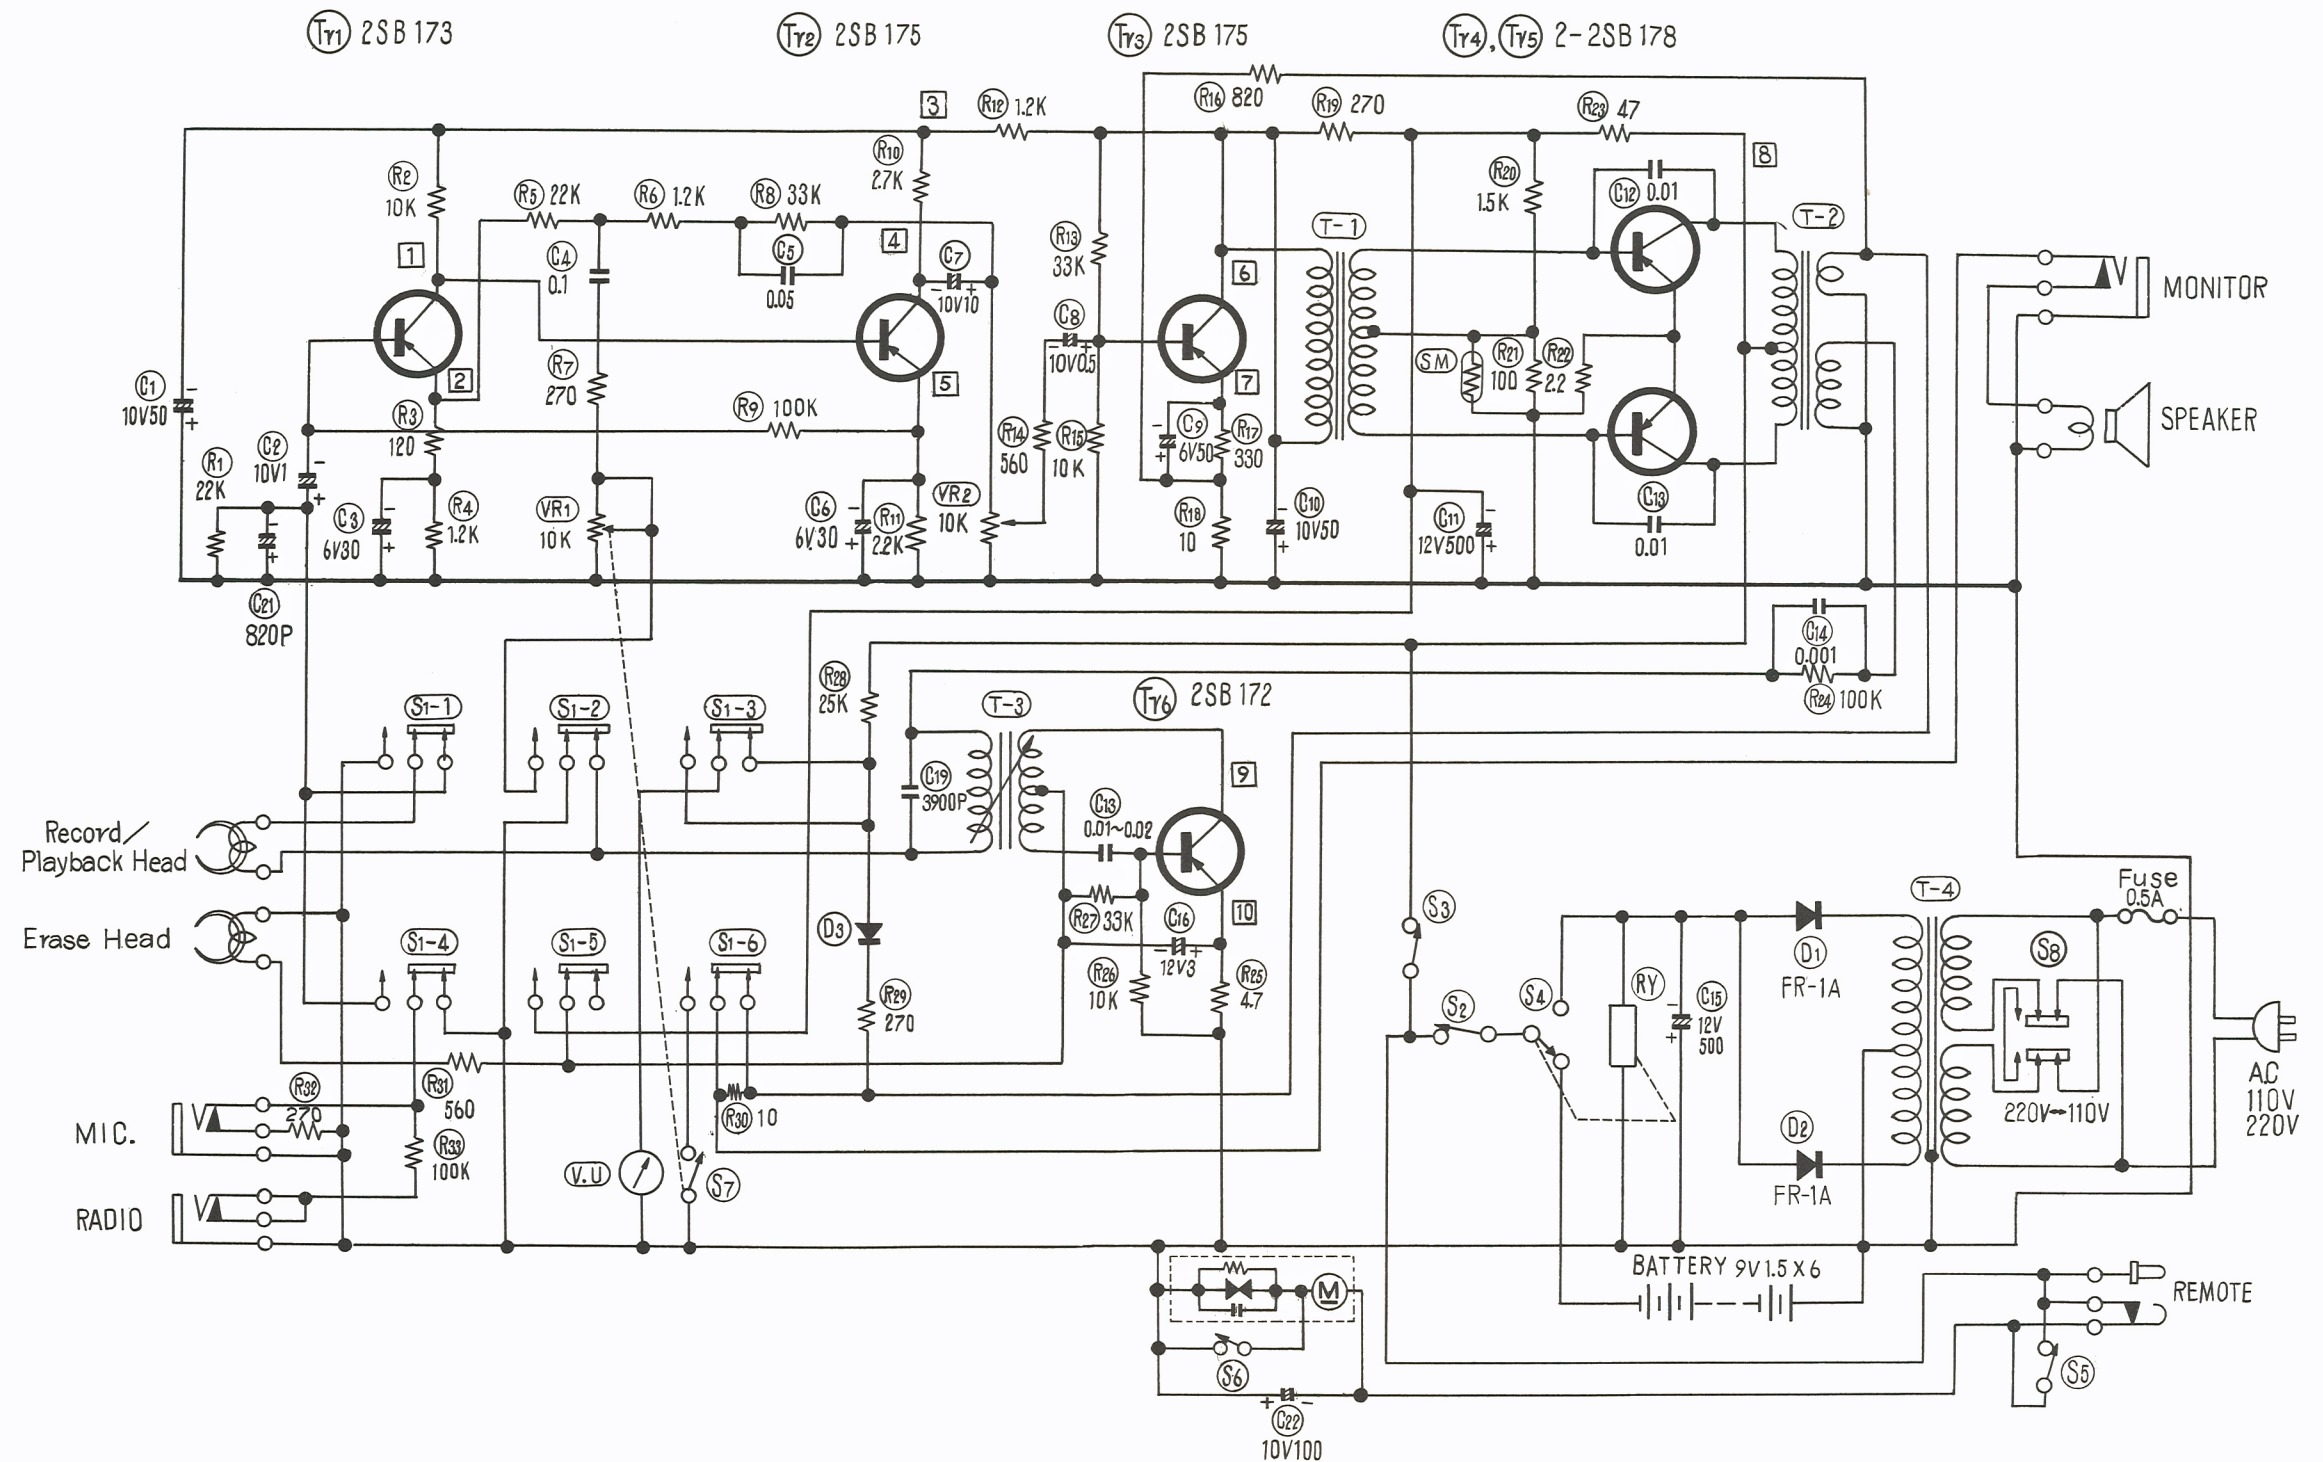 Tr1 2SB 173
Tr2 2SB 175
Tr3 2SB 175
Tr4, Tr5 2-2SB 178
R16 820
R19 270
R23 47
3
R12 1.2K
R2
10K
R5 22K
R6 1.2K
R8 33K
R10
2.7K
R20
1.5K
C12 0.01
8
T-1
T-2
1
C4
0.1
C5
0.05
4
C7
10V10
R13
33K
6
MONITOR
C8
10V0.5
SM
R21
100
R22
2.2
C1
10V50
2
R7
270
5
7
R3
120
R9 100K
C9
6V50
R17
330
SPEAKER
R1
22K
C2
10V1
R14
560
R15
10K
C3
6V30
R4
1.2K
VR1
10K
C6
6V.30
R11
2.2K
VR2
10K
R18
10
C10
10V50
C11
12V500
C13
0.01
C21
820P
C14
0.001
R24 100K
R28
25K
T-3
Tr6 2SB 172
S1-1
S1-2
S1-3
C19
3900P
C13
0.01~0.02
9
Record/
Playback Head
R27 33K
C16
12V3
10
Erase Head
S1-4
S1-5
S1-6
D3
R26
10K
R25
4.7
R29
270
S3
S2
S4
RY
C15
12V
500
D1
FR-1A
T-4
Fuse
0.5A
S8
220V↔110V
AC
110V
220V
R32
270
R31
560
R30 10
MIC.
R33
100K
V.U
S7
D2
FR-1A
RADIO
BATTERY 9V 1.5 X 6
M
REMOTE
S6
S5
C22
10V100